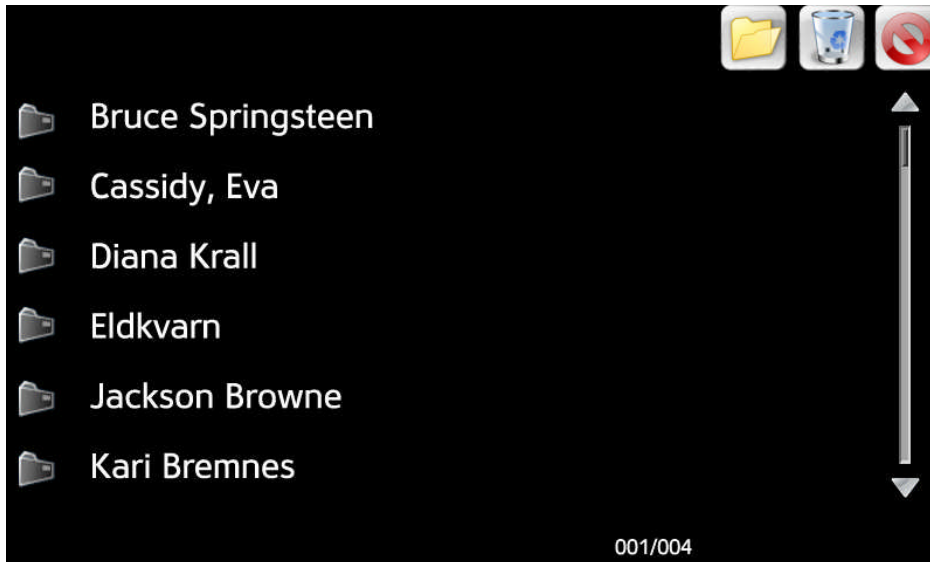 Bruce Springsteen
Cassidy, Eva
Diana Krall
Eldkvarn
Jackson Browne
Kari Bremnes
001/004